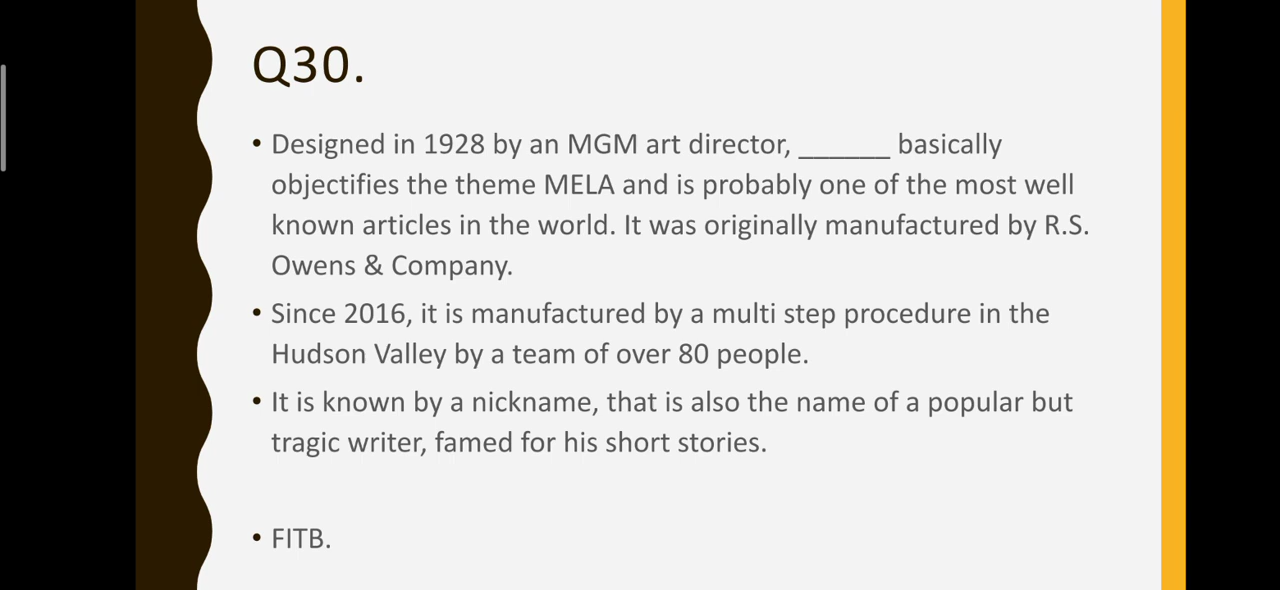 Q30.
• Designed in 1928 by an MGM art director, ______ basically
objectifies the theme MELA and is probably one of the most well
known articles in the world. It was originally manufactured by R.S.
Owens & Company.
• Since 2016, it is manufactured by a multi step procedure in the
Hudson Valley by a team of over 80 people.
• It is known by a nickname, that is also the name of a popular but
tragic writer, famed for his short stories.
• FITB.